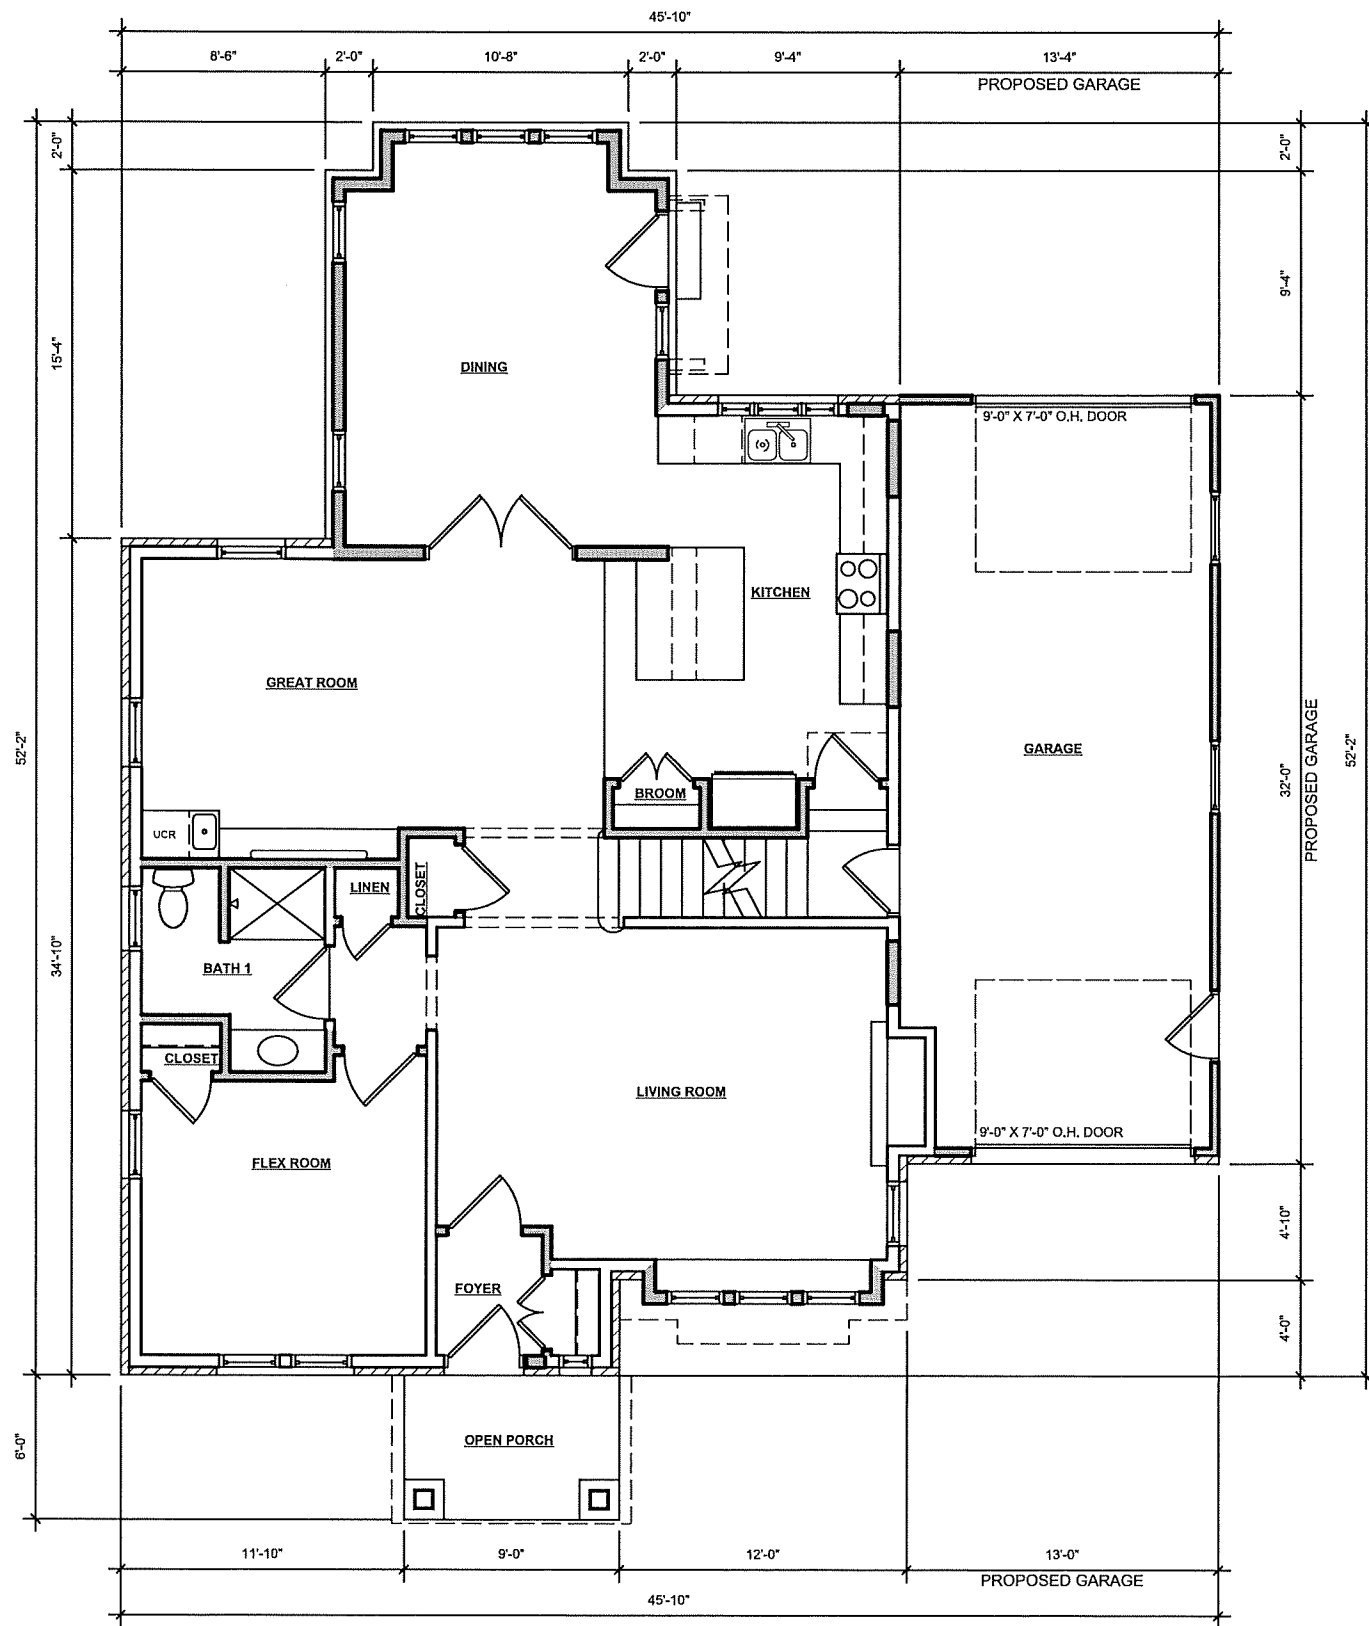 45'-10"
8'-6" 2'-0" 10'-8" 2'-0" 9'-4" 13'-4"
PROPOSED GARAGE
2'-0"
2'-0"
15'-4"
9'-4"
DINING
9'-0" X 7'-0" O.H. DOOR
KITCHEN
GREAT ROOM
GARAGE
52'-2"
32'-0"
PROPOSED GARAGE
52'-2"
BROOM
UCR
LINEN
CLOSET
BATH 1
34'-10"
CLOSET
LIVING ROOM
9'-0" X 7'-0" O.H. DOOR
FLEX ROOM
4'-10"
FOYER
4'-0"
OPEN PORCH
6'-0"
11'-10" 9'-0" 12'-0" 13'-0"
PROPOSED GARAGE
45'-10"